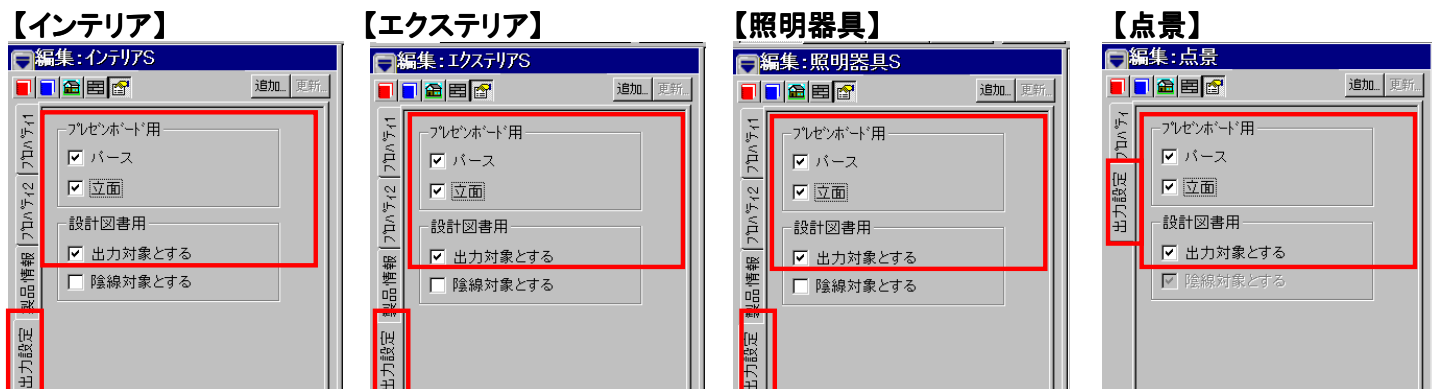 【インテリア】
編集:インテリアS
追加...
更新...
プロパティ1
プロパティ2
製品情報
出力設定
プレゼンボード用
パース
立面
設計図書用
出力対象とする
陰線対象とする
【エクステリア】
編集:エクステリアS
追加...
更新...
プロパティ1
プロパティ2
製品情報
出力設定
プレゼンボード用
パース
立面
設計図書用
出力対象とする
陰線対象とする
【照明器具】
編集:照明器具S
追加...
更新...
プロパティ1
プロパティ2
製品情報
出力設定
プレゼンボード用
パース
立面
設計図書用
出力対象とする
陰線対象とする
【点景】
編集:点景
追加...
更新...
プロパティ
出力設定
プレゼンボード用
パース
立面
設計図書用
出力対象とする
陰線対象とする